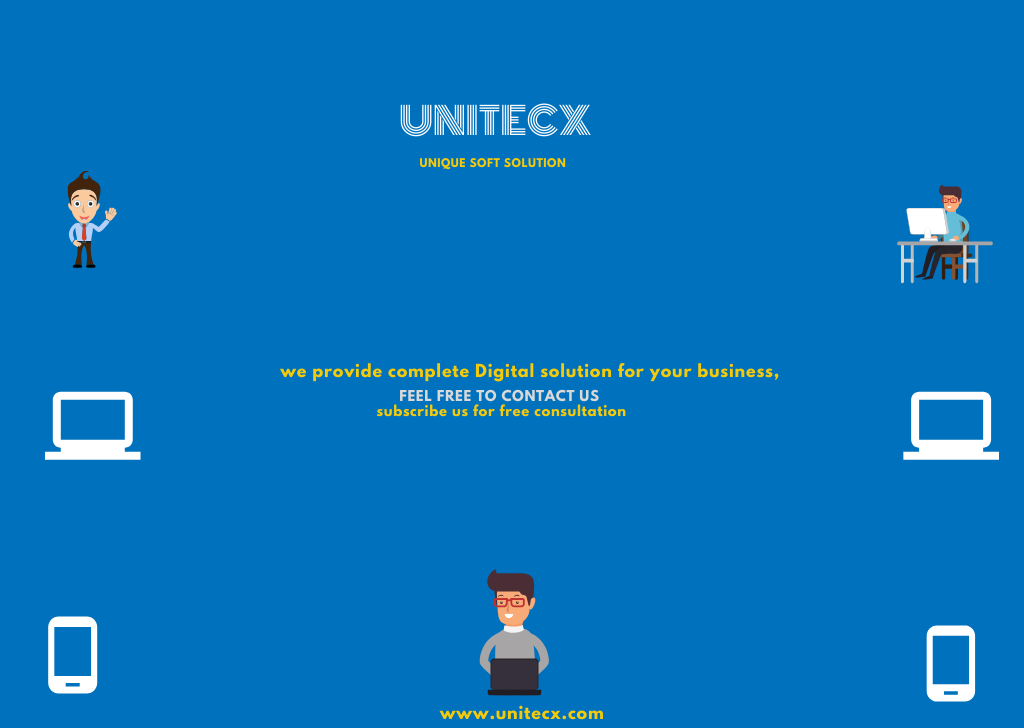 UNITECX
UNIQUE SOFT SOLUTION
we provide complete Digital solution for your business,
FEEL FREE TO CONTACT US
subscribe us for free consultation
www.unitecx.com